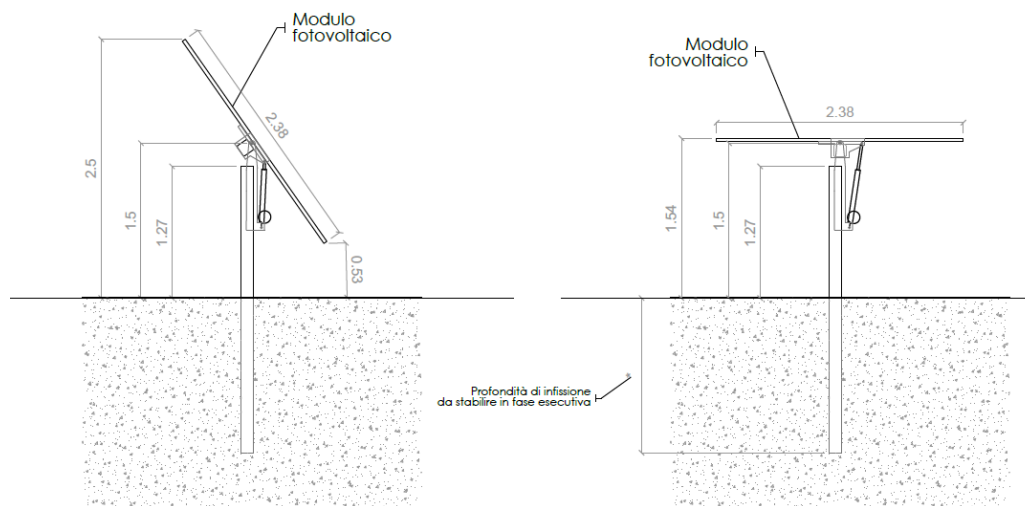 Modulo
fotovoltaico
2.5
1.5
1.27
2.38
0.53
Modulo
fotovoltaico
2.38
1.54
1.5
1.27
Profondità di infissione
da stabilire in fase esecutiva